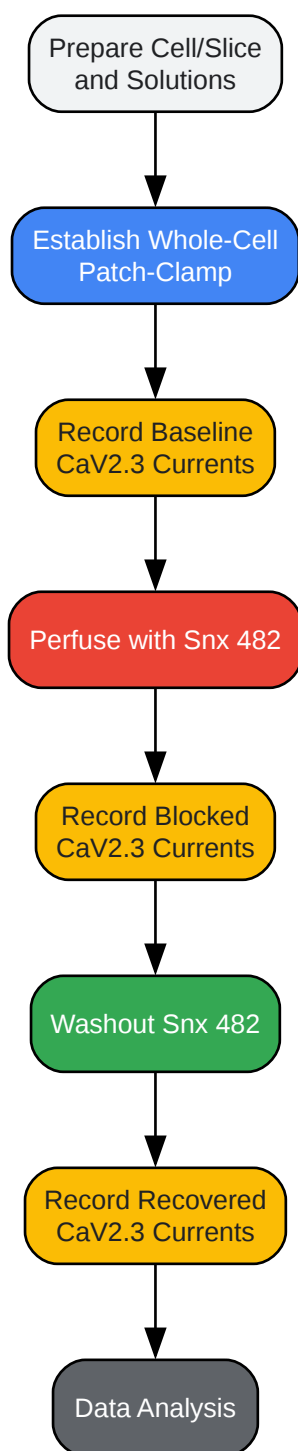 Prepare Cell/Slice
and Solutions
Establish Whole-Cell
Patch-Clamp
Record Baseline
CaV2.3 Currents
Perfuse with Snx 482
Record Blocked
CaV2.3 Currents
Washout Snx 482
Record Recovered
CaV2.3 Currents
Data Analysis